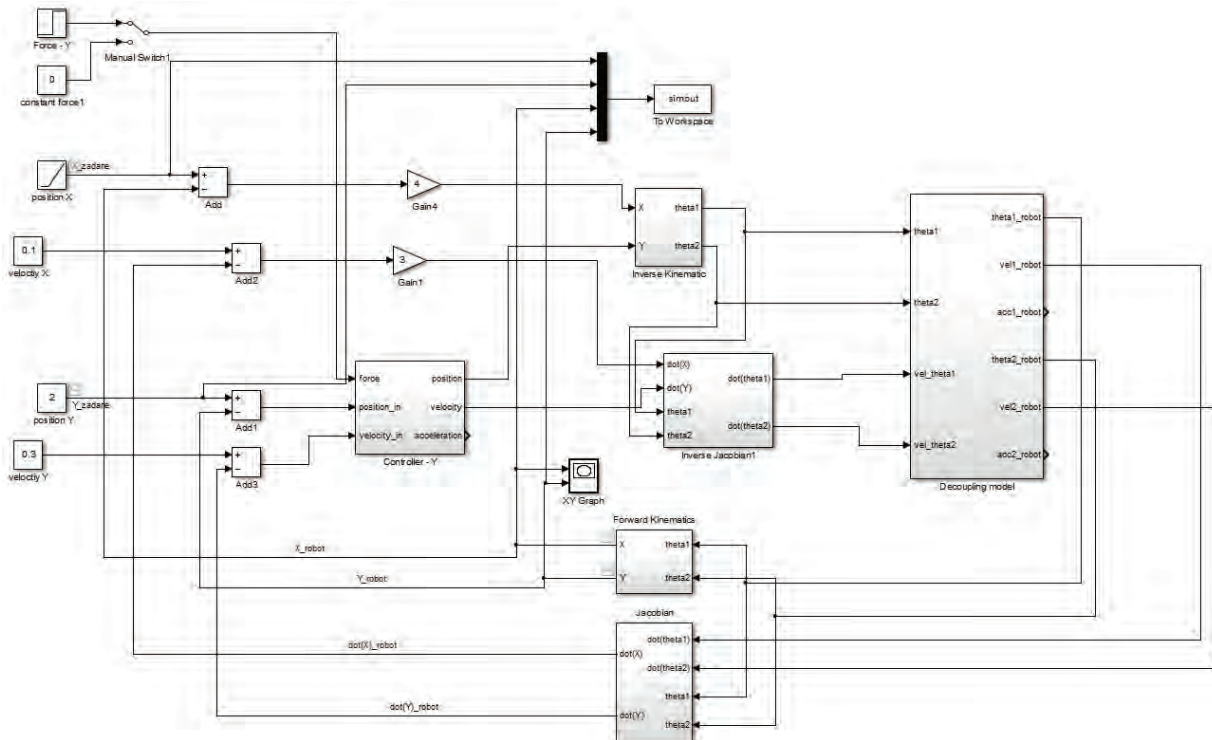 Force - Y
Manual Switch1
0
constant force1
simout
To Workspace
X_zadane
position X
+
−
Add
4
Gain4
X
Y
theta1
theta2
Inverse Kinematic
0.1
veloctiy X
+
−
Add2
3
Gain1
theta1
theta2
vel_theta1
vel_theta2
theta1_robot
vel1_robot
acc1_robot
theta2_robot
vel2_robot
acc2_robot
Decoupling model
2
Y_zadane
position Y
+
−
Add1
0.3
veloctiy Y
+
−
Add3
Force
position_in
velocity_in
position
velocity
acceleration
Controller - Y
dot(X)
dot(Y)
theta1
theta2
dot(theta1)
dot(theta2)
Inverse Jacobian1
XY Graph
Forward Kinematics
X
Y
theta1
theta2
X_robot
Y_robot
Jacobian
dot(theta1)
dot(theta2)
theta1
theta2
dot(X)
dot(Y)
dot(X)_robot
dot(Y)_robot